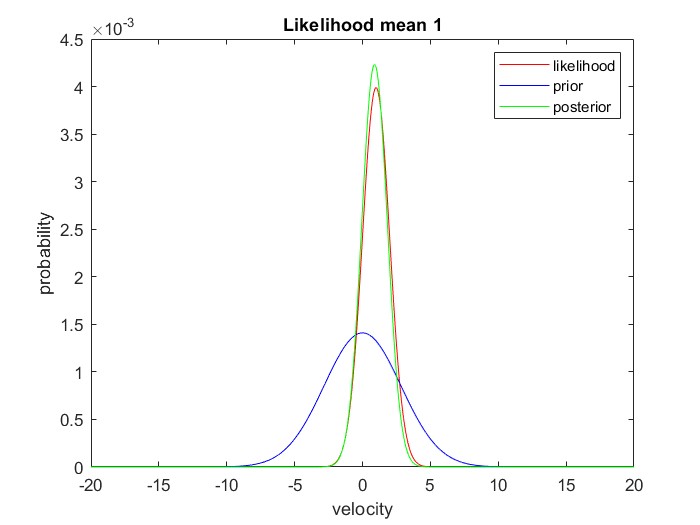 Likelihood mean 1
×10⁻³
4.5
4
3.5
3
2.5
2
1.5
1
0.5
0
probability
-20 -15 -10 -5 0 5 10 15 20
velocity
likelihood
prior
posterior